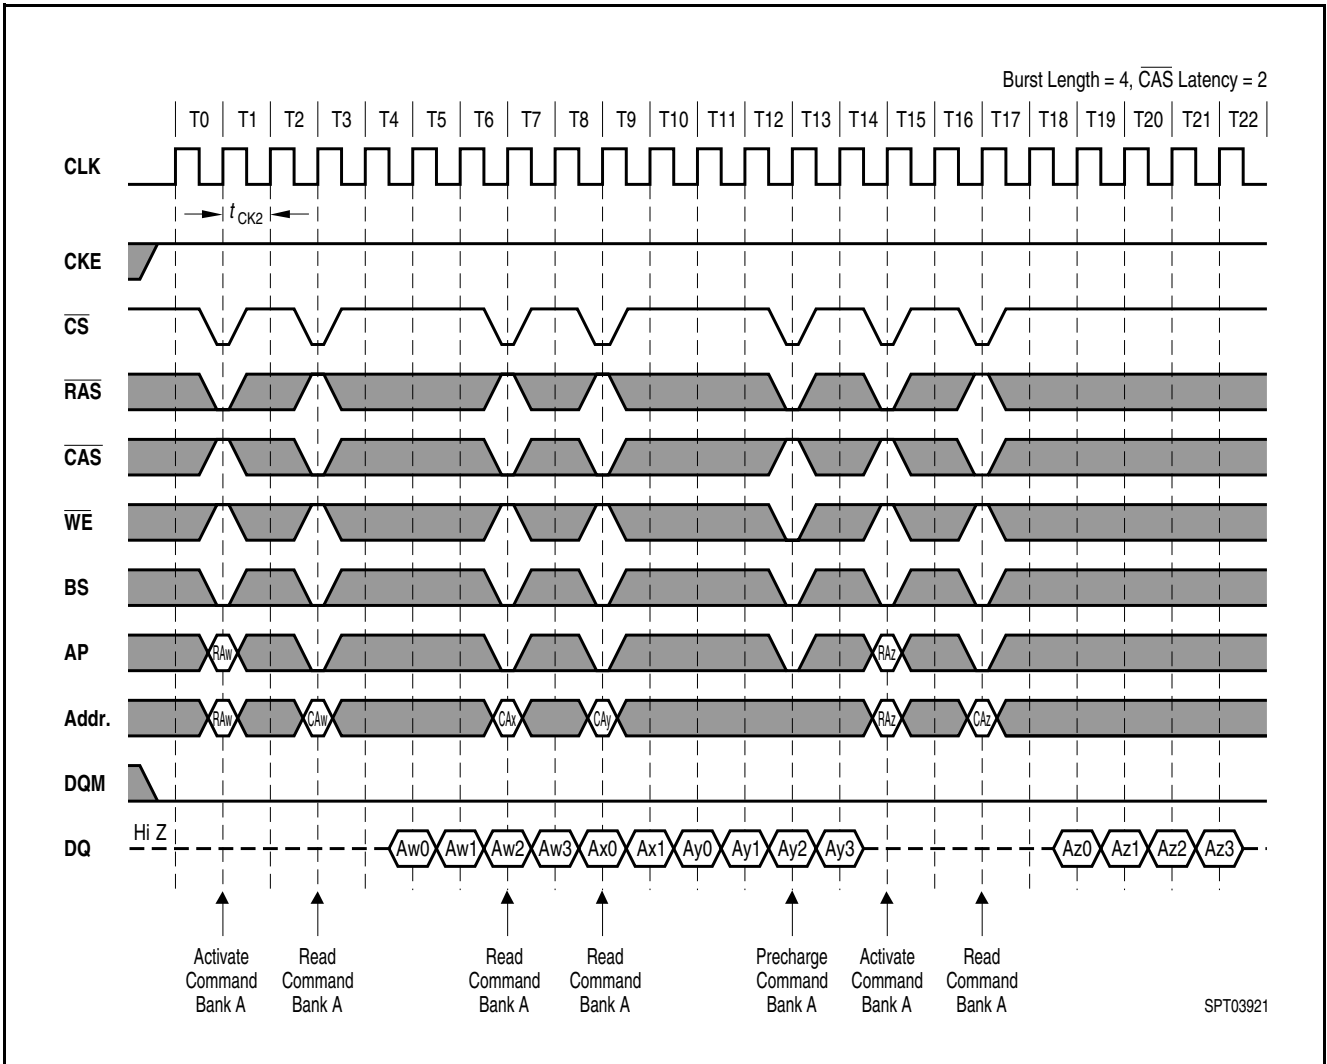 Burst Length = 4, CAS Latency = 2
T0 T1 T2 T3 T4 T5 T6 T7 T8 T9 T10 T11 T12 T13 T14 T15 T16 T17 T18 T19 T20 T21 T22
CLK
t CK2
CKE
CS
RAS
CAS
WE
BS
AP RAw RAz
Addr. RAw CAw CAx CAy RAz CAz
DQM
Hi Z
DQ Aw0 Aw1 Aw2 Aw3 Ax0 Ax1 Ay0 Ay1 Ay2 Ay3 Az0 Az1 Az2 Az3
Activate Read Read Read Precharge Activate Read
Command Command Command Command Command Command Command
Bank A Bank A Bank A Bank A Bank A Bank A Bank A
SPT03921